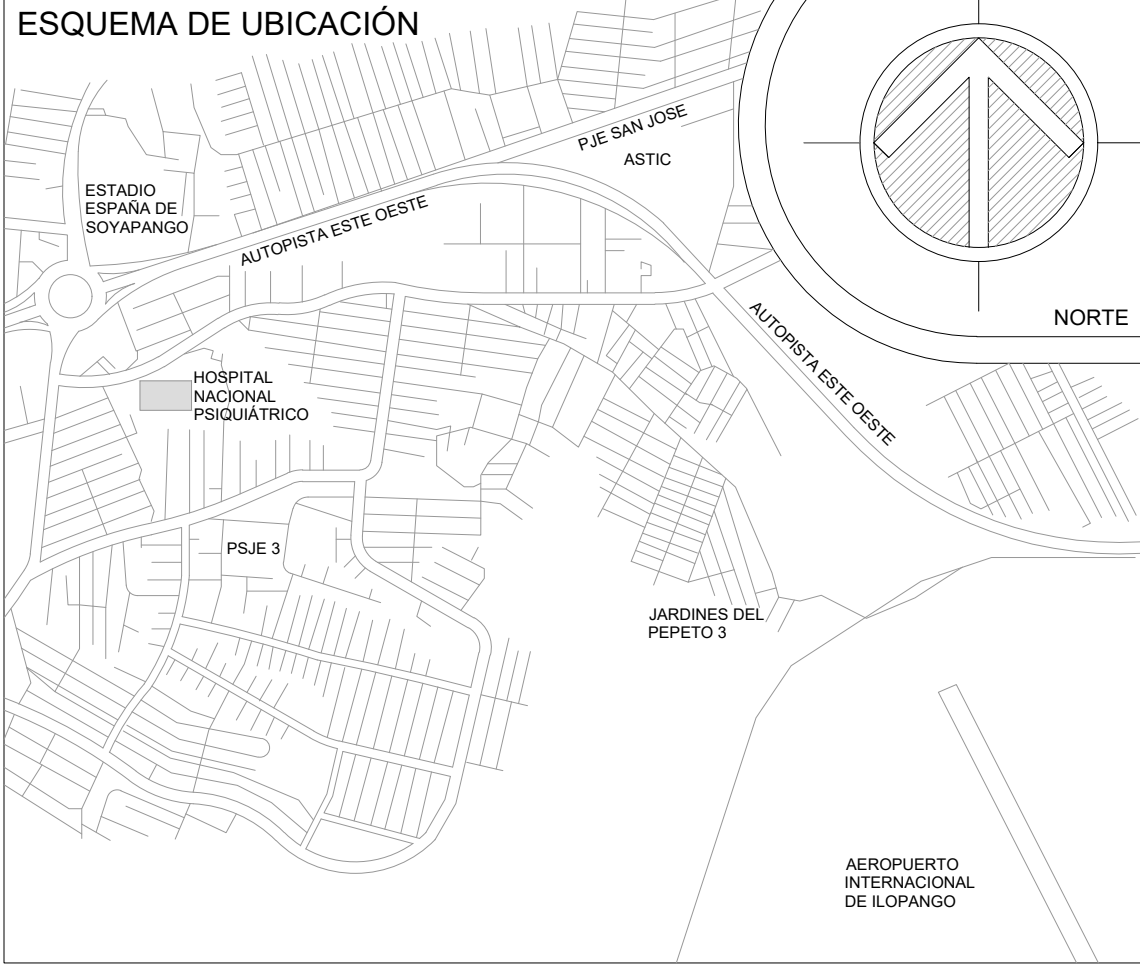 ESQUEMA DE UBICACIÓN
PJE SAN JOSE
ASTIC
ESTADIO
ESPAÑA DE
SOYAPANGO
AUTOPISTA ESTE OESTE
NORTE
AUTOPISTA ESTE OESTE
HOSPITAL
NACIONAL
PSIQUIÁTRICO
PSJE 3
JARDINES DEL
PEPETO 3
AEROPUERTO
INTERNACIONAL
DE ILOPANGO